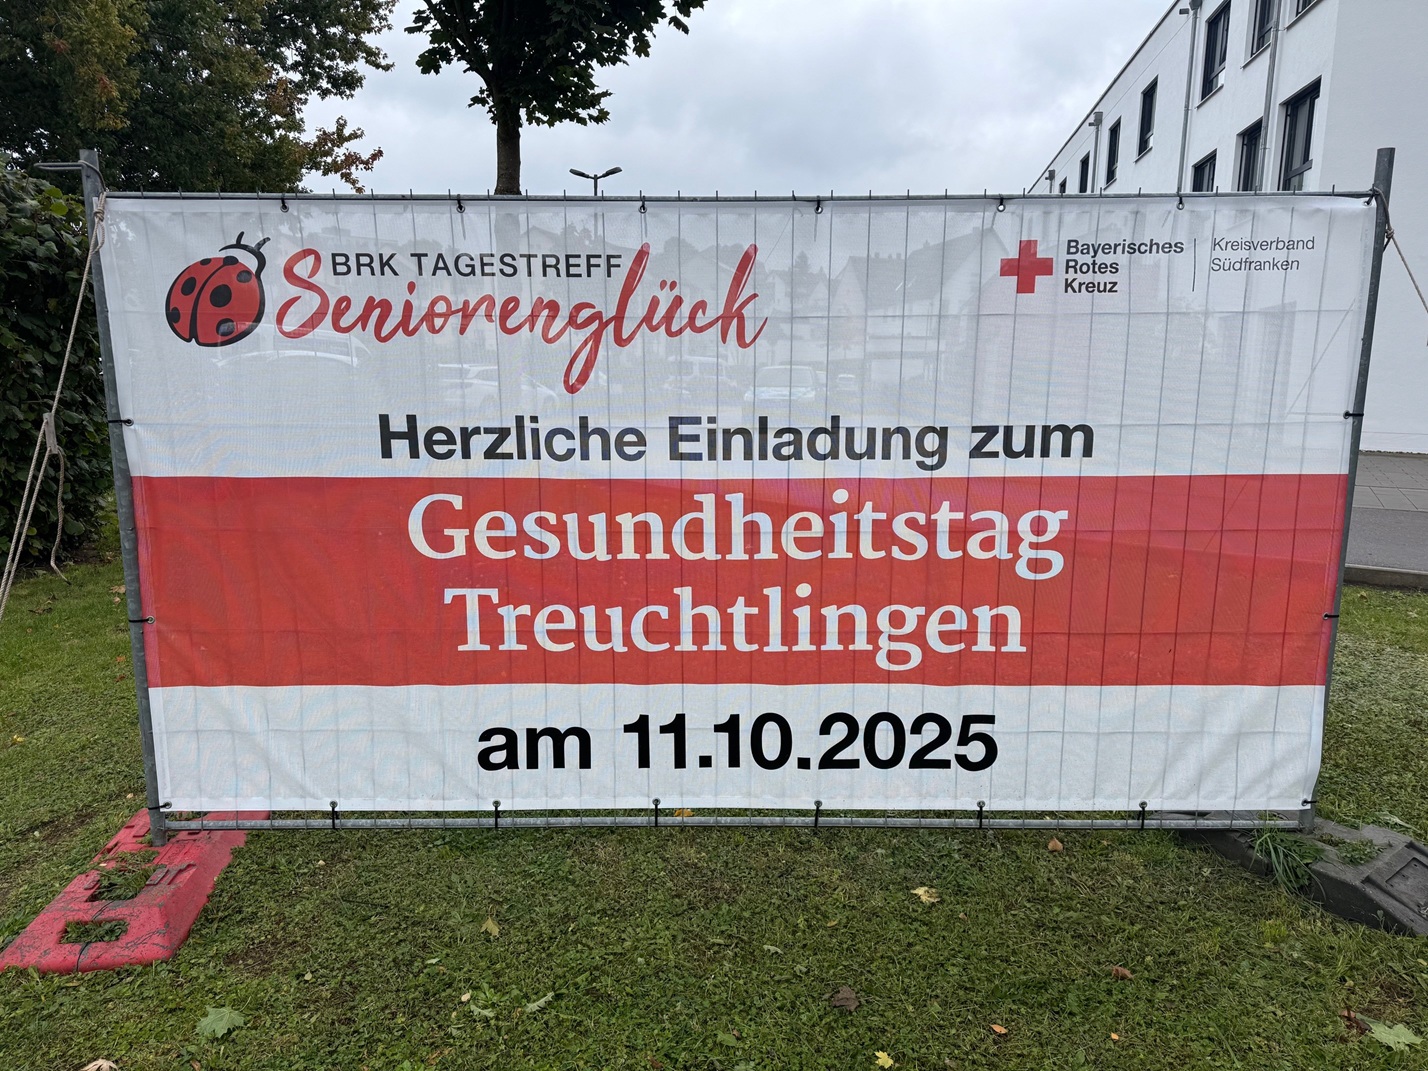 BRK TAGESTREFF
Seniorenglück
Bayerisches
Rotes
Kreuz
Kreisverband
Südfranken
Herzliche Einladung zum
Gesundheitstag
Treuchtlingen
am 11.10.2025